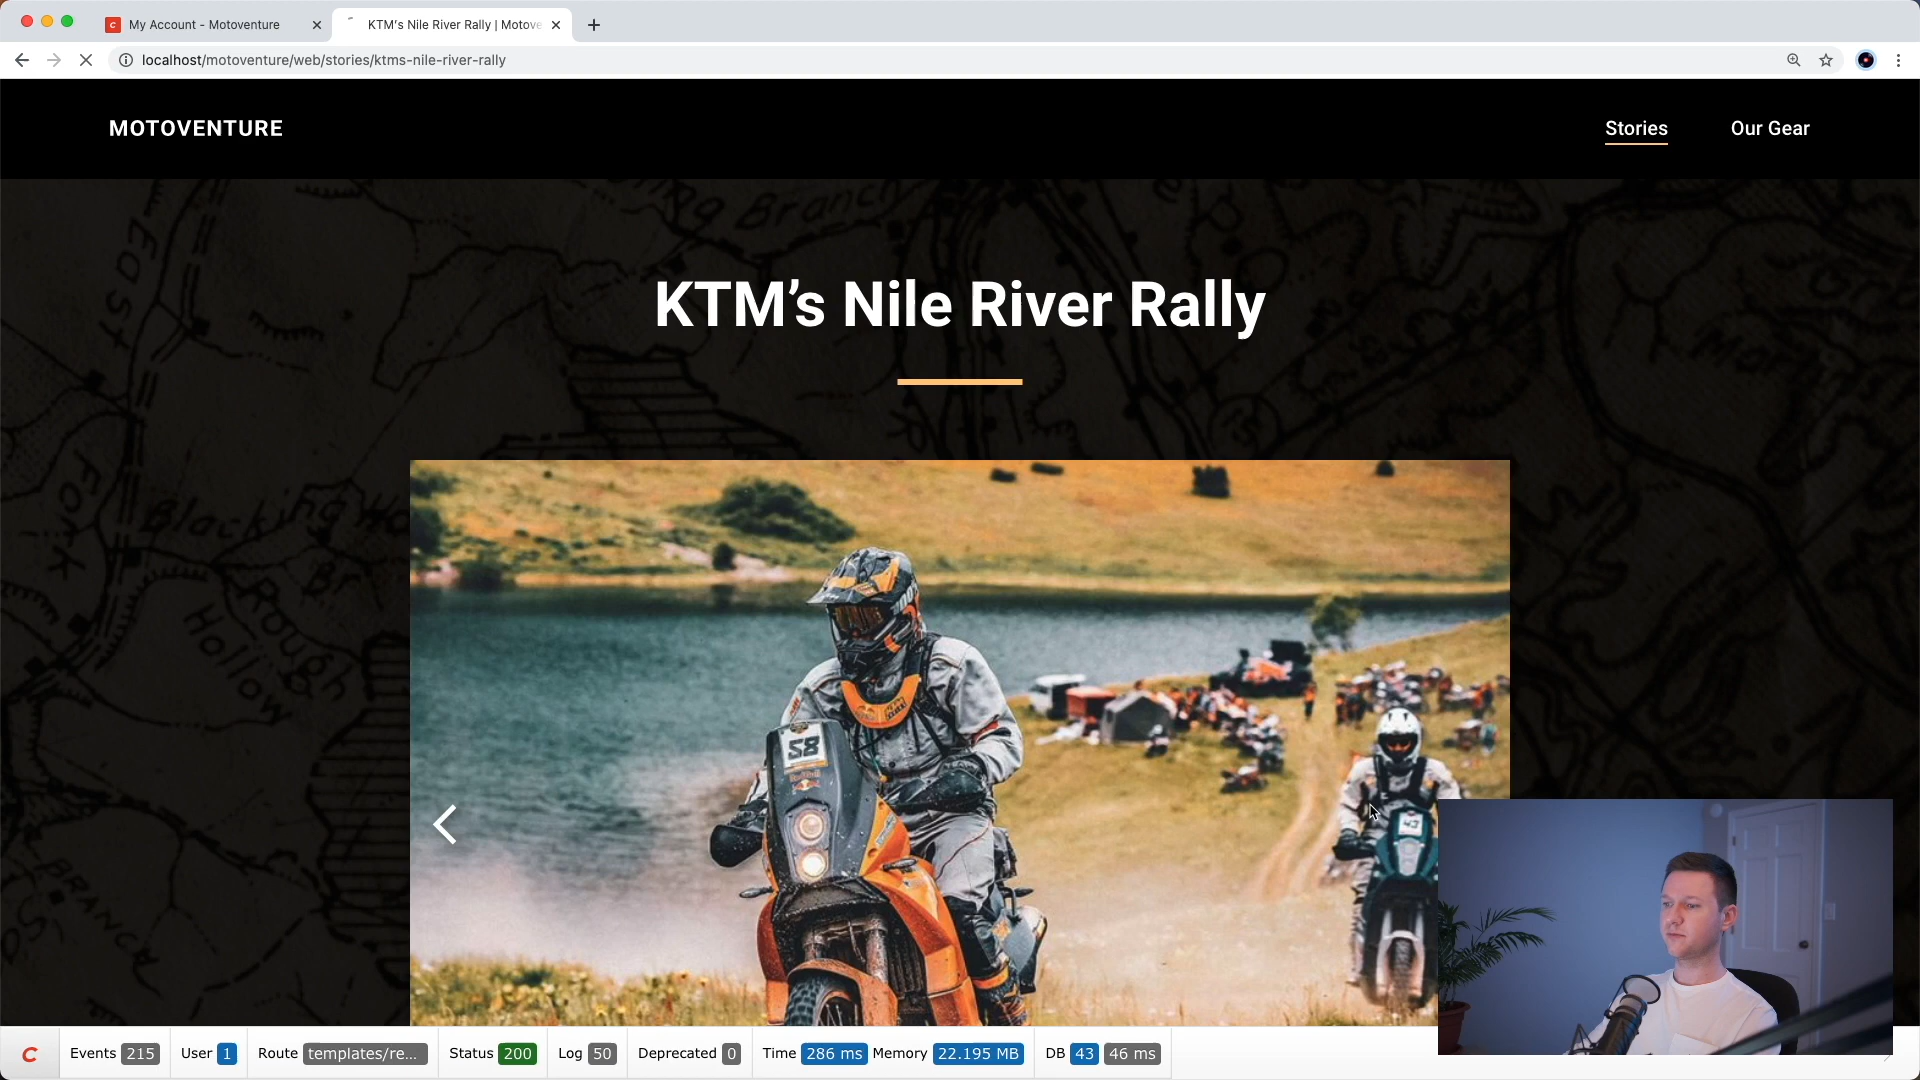 My Account - Motoventure
KTM's Nile River Rally | Motove
localhost/motoventure/web/stories/ktms-nile-river-rally
MOTOVENTURE
Stories
Our Gear
KTM’s Nile River Rally
58
43
Events 215
User 1
Route templates/re...
Status 200
Log 50
Deprecated 0
Time 286 ms Memory 22.195 MB
DB 43 46 ms